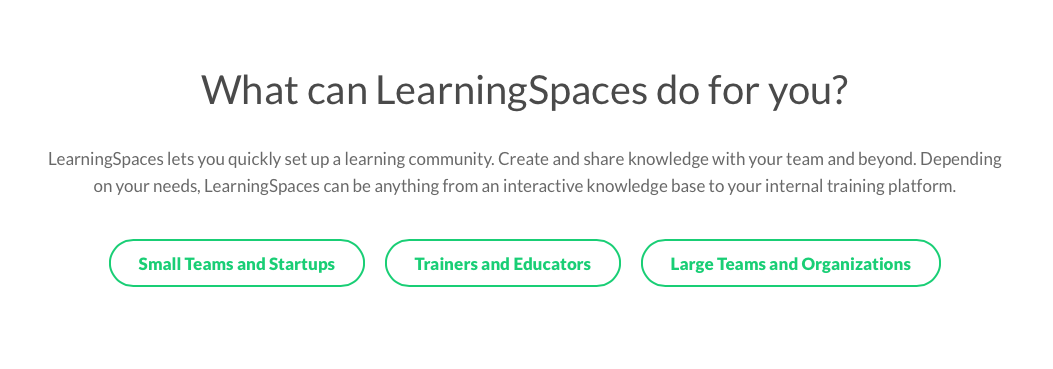 What can LearningSpaces do for you?
LearningSpaces lets you quickly set up a learning community. Create and share knowledge with your team and beyond. Depending
on your needs, LearningSpaces can be anything from an interactive knowledge base to your internal training platform.
Small Teams and Startups
Trainers and Educators
Large Teams and Organizations